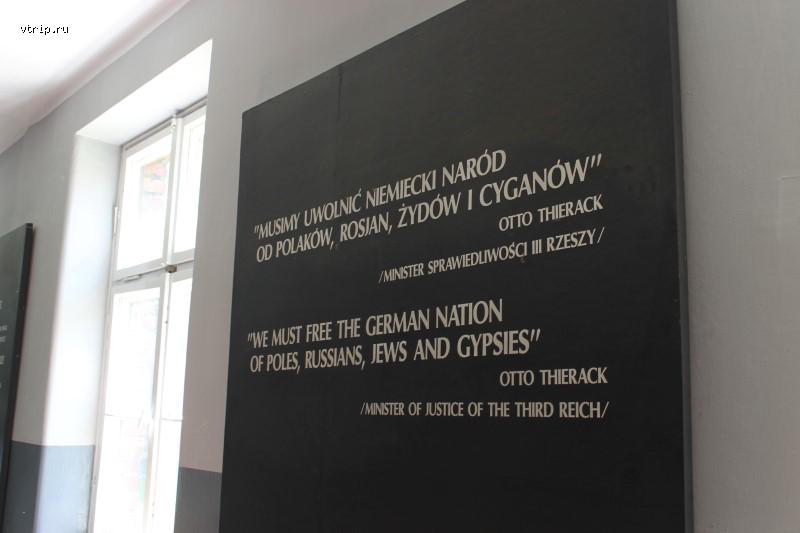 vtrip.ru
"MUSIMY UWOLNIĆ NIEMIECKI NARÓD
OD POLAKÓW, ROSJAN, ŻYDÓW I CYGANÓW"
OTTO THIERACK
/MINISTER SPRAWIEDLIWOŚCI III RZESZY/
"WE MUST FREE THE GERMAN NATION
OF POLES, RUSSIANS, JEWS AND GYPSIES"
OTTO THIERACK
/MINISTER OF JUSTICE OF THE THIRD REICH/